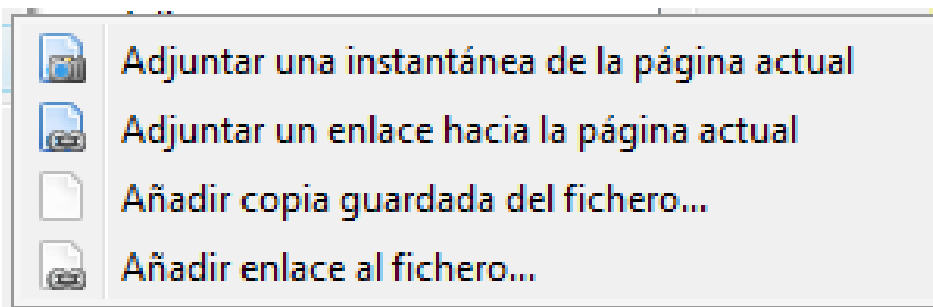 Adjuntar una instantánea de la página actual
Adjuntar un enlace hacia la página actual
Añadir copia guardada del fichero...
Añadir enlace al fichero...